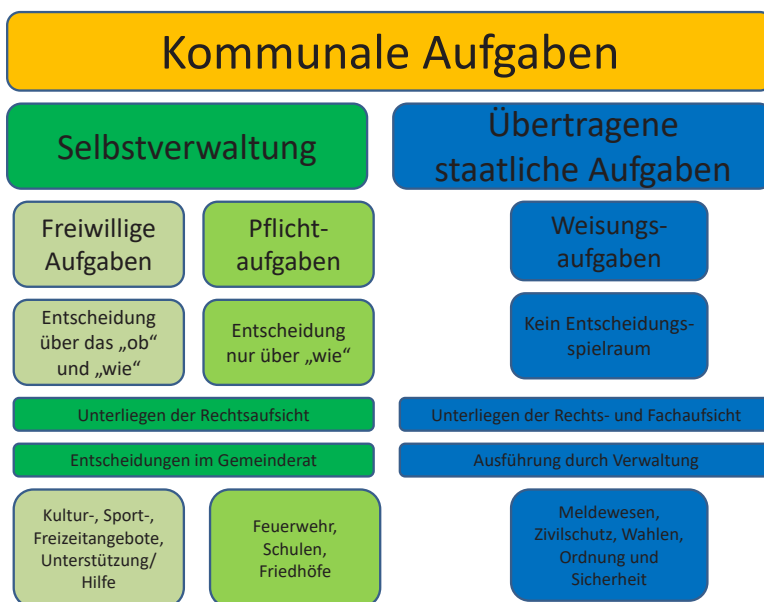 Kommunale Aufgaben
Selbstverwaltung
Übertragene
staatliche Aufgaben
Freiwillige
Aufgaben
Pflicht-
aufgaben
Weisungs-
aufgaben
Entscheidung
über das „ob“
und „wie“
Entscheidung
nur über „wie“
Kein Entscheidungs-
spielraum
Unterliegen der Rechtsaufsicht
Unterliegen der Rechts- und Fachaufsicht
Entscheidungen im Gemeinderat
Ausführung durch Verwaltung
Kultur-, Sport-,
Freizeitangebote,
Unterstützung/
Hilfe
Feuerwehr,
Schulen,
Friedhöfe
Meldewesen,
Zivilschutz, Wahlen,
Ordnung und
Sicherheit